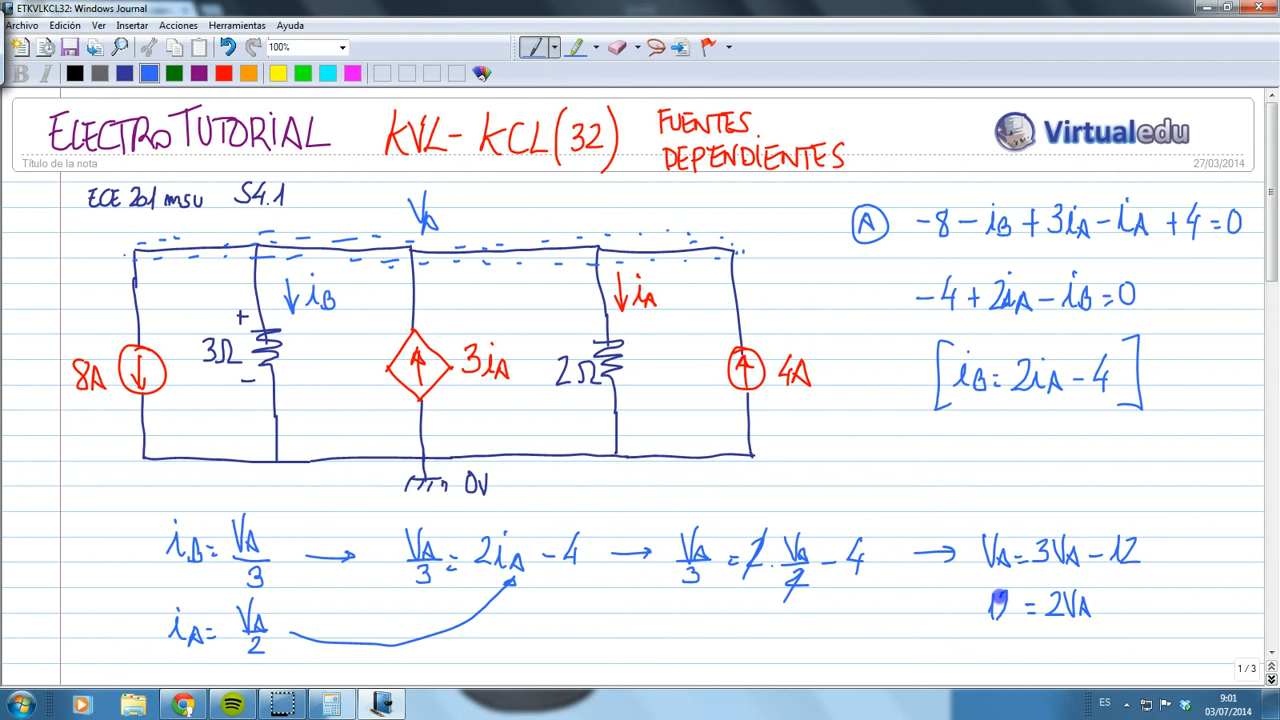 ETKVLKCL32: Windows Journal
Archivo Edición Ver Insertar Acciones Herramientas Ayuda
100%
ELECTRO TUTORIAL KVL - KCL (32) FUENTES.
DEPENDIENTES
Virtualedu
Título de la nota
27/03/2014
ECE 201 msu S4.1
VA
A -8 - iB + 3iA - iA + 4 = 0
iB
iA
-4 + 2iA - iB = 0
+
3Ω
-
8A
3iA
2Ω
4A
[iB = 2iA - 4]
0V
iB = VA/3 → VA/3 = 2iA - 4 → VA/3 = 2 · VA/2 - 4 → VA = 3VA - 12
iA = VA/2
= 2VA
1/3
ES
9:01
03/07/2014